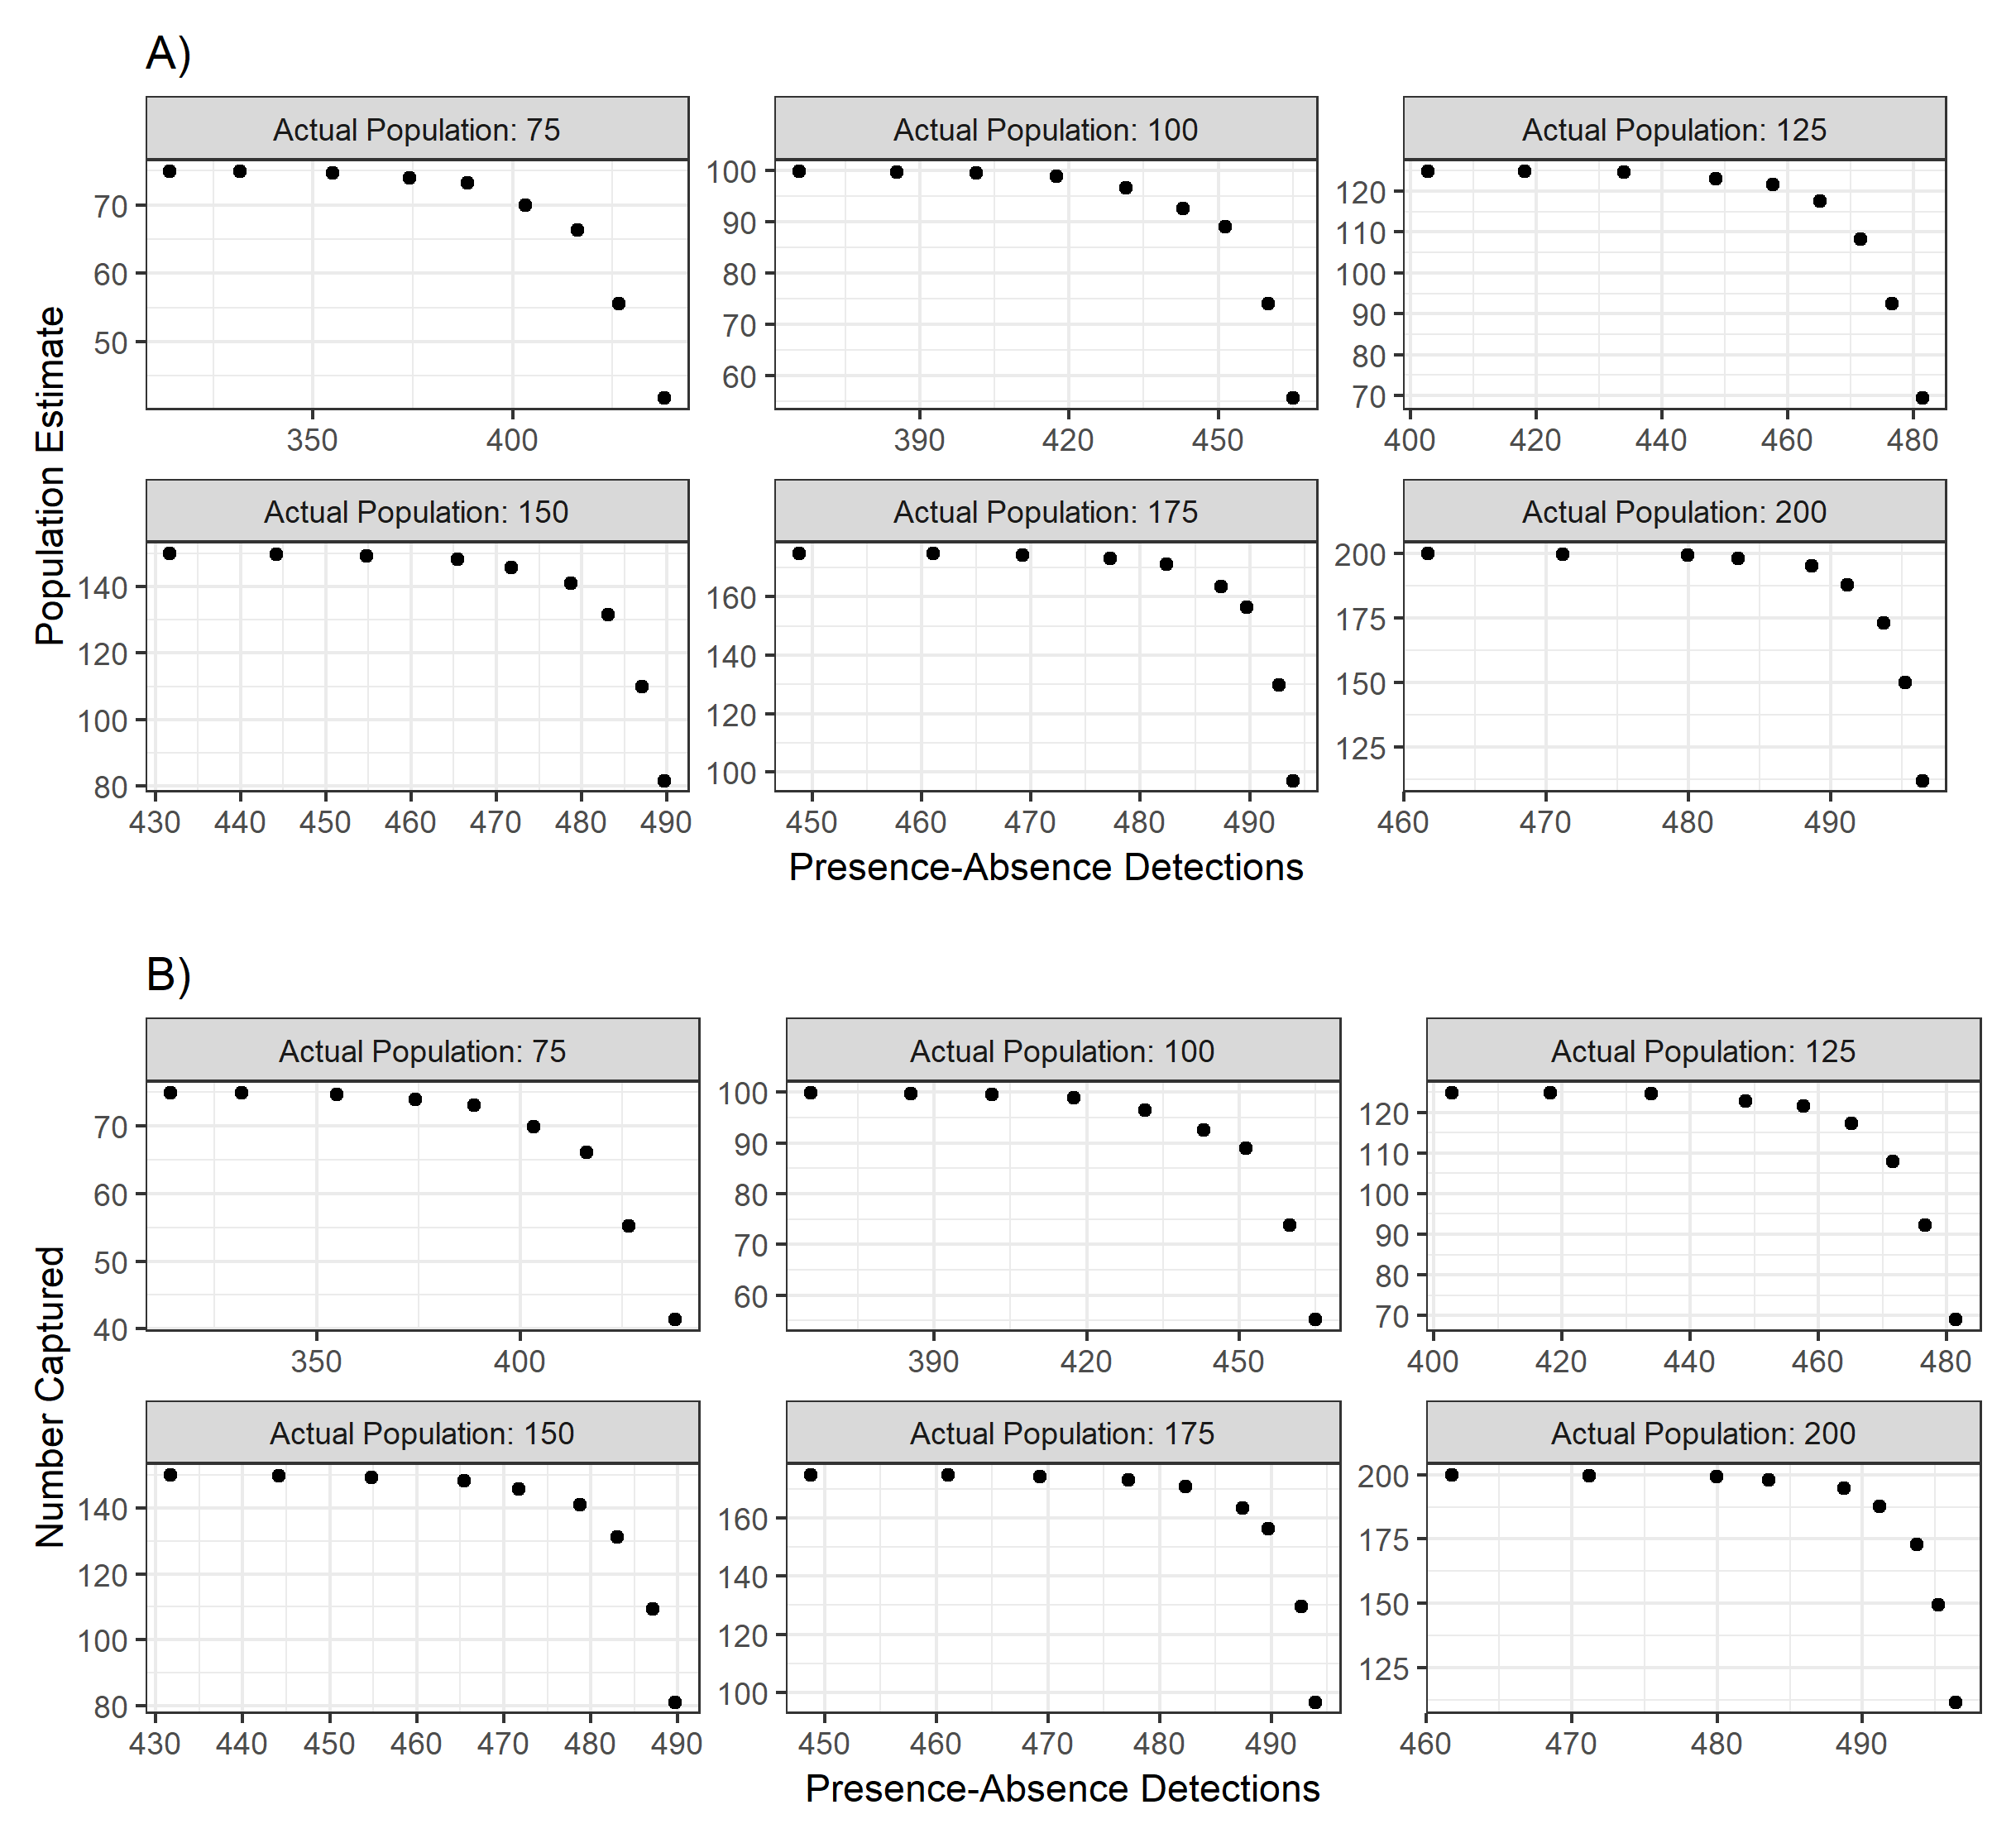 A)
Actual Population: 75 Actual Population: 100 Actual Population: 125
70 60 50
350 400
100 90 80 70 60
390 420 450
120 110 100 90 80 70
400 420 440 460 480
Population Estimate
Actual Population: 150 Actual Population: 175 Actual Population: 200
140 120 100 80
430 440 450 460 470 480 490
160 140 120 100
450 460 470 480 490
200 175 150 125
460 470 480 490
Presence-Absence Detections
B)
Actual Population: 75 Actual Population: 100 Actual Population: 125
70 60 50 40
350 400
100 90 80 70 60
390 420 450
120 110 100 90 80 70
400 420 440 460 480
Number Captured
Actual Population: 150 Actual Population: 175 Actual Population: 200
140 120 100 80
430 440 450 460 470 480 490
160 140 120 100
450 460 470 480 490
200 175 150 125
460 470 480 490
Presence-Absence Detections